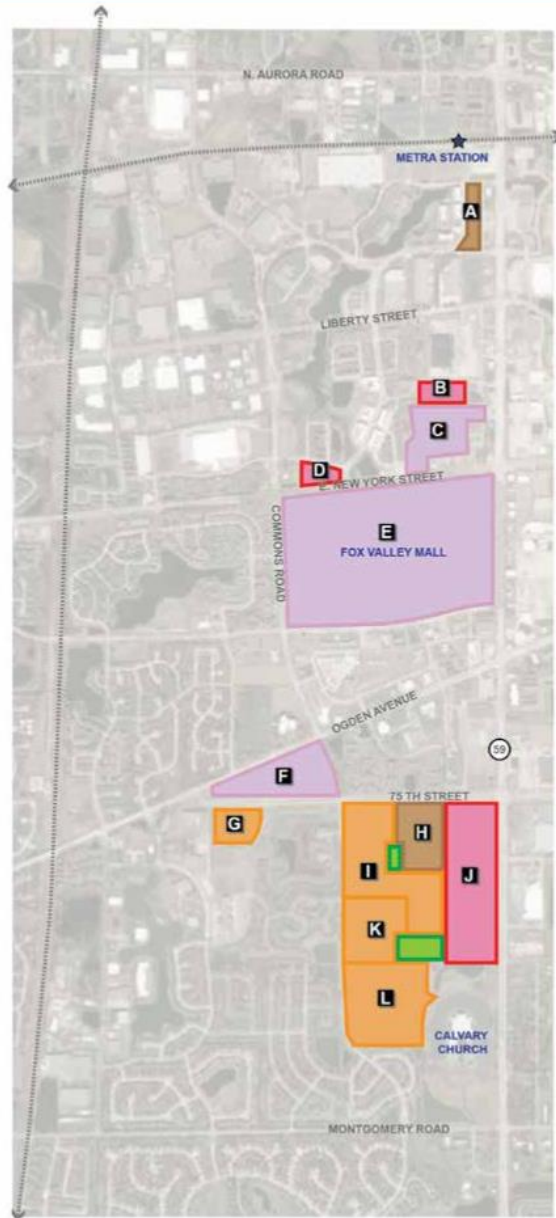 N. AURORA ROAD
METRA STATION
A
LIBERTY STREET
B
C
D
E. NEW YORK STREET
COMMONS ROAD
E
FOX VALLEY MALL
OGDEN AVENUE
59
F
75 TH STREET
G
H
I
J
K
L
CALVARY
CHURCH
MONTGOMERY ROAD